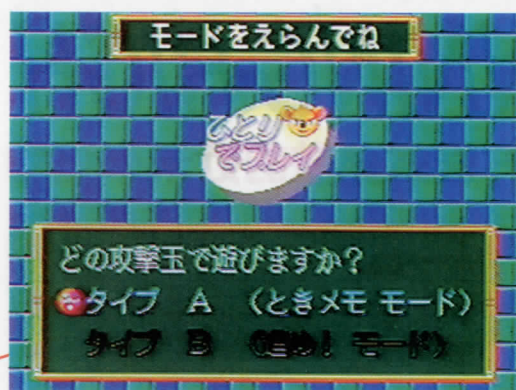 モードをえらんでね
ひとり
でプレイ
どの攻撃玉で遊びますか?
タイプ A (ときメモ モード)
タイプ B (進め! モード)